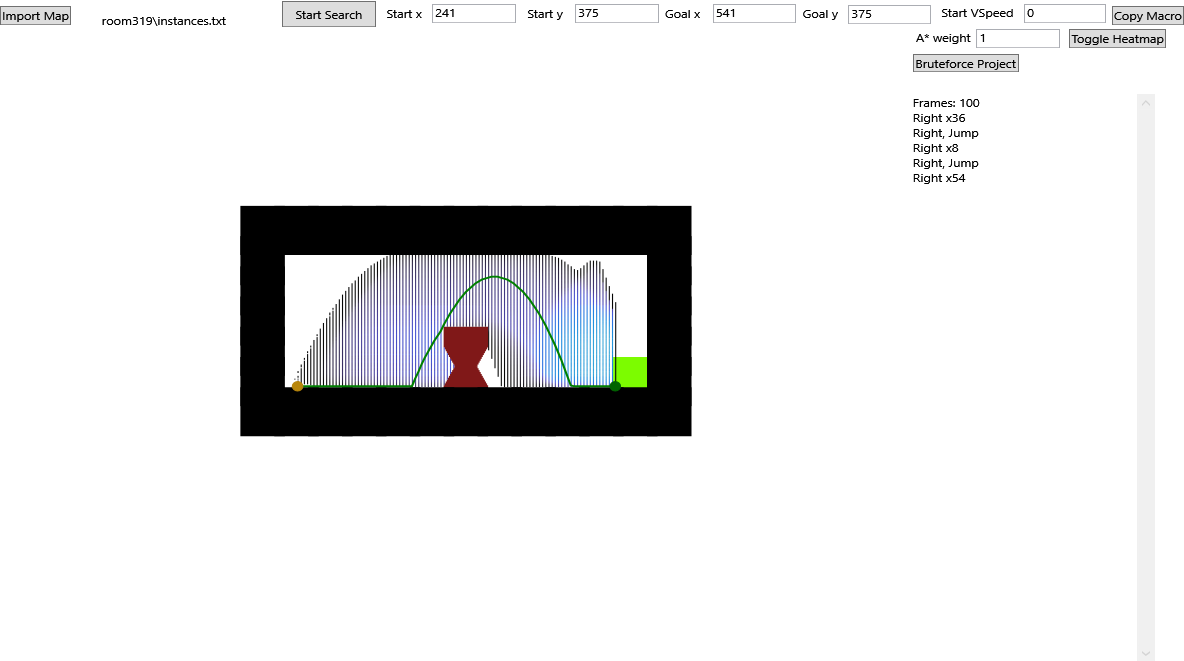 Import Map
room319\instances.txt
Start Search
Start x 241
Start y 375
Goal x 541
Goal y 375
Start VSpeed 0
Copy Macro
A* weight 1
Toggle Heatmap
Bruteforce Project
Frames: 100
Right x36
Right, Jump
Right x8
Right, Jump
Right x54